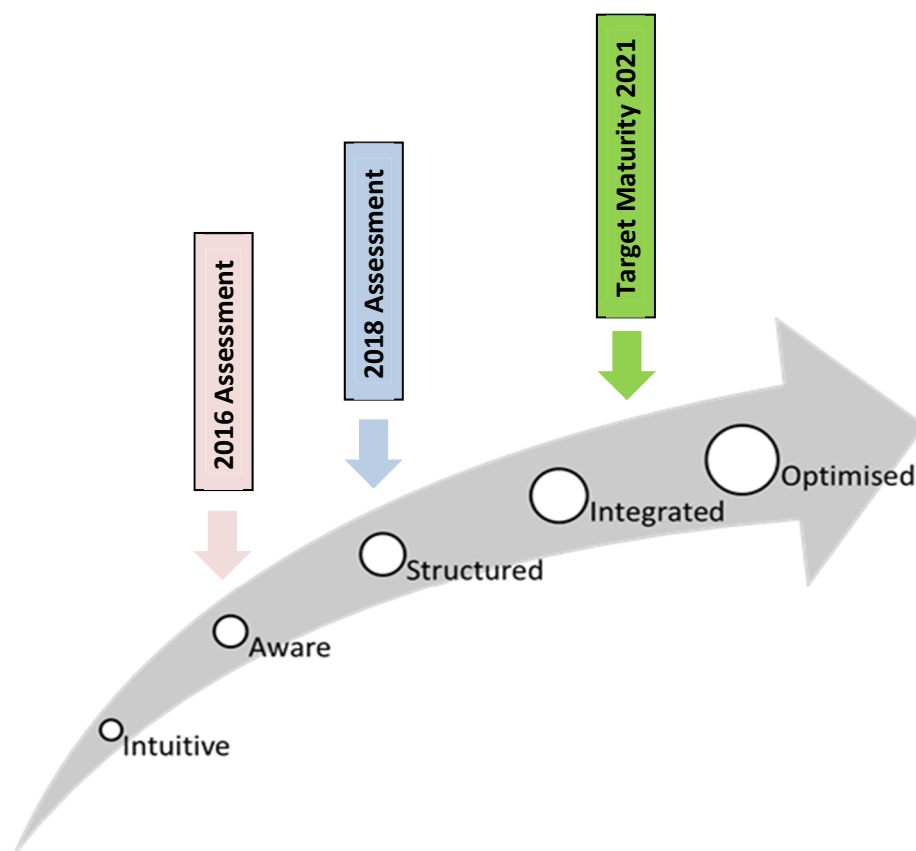 Target Maturity 2021
2018 Assessment
2016 Assessment
Optimised
Integrated
Structured
Aware
Intuitive